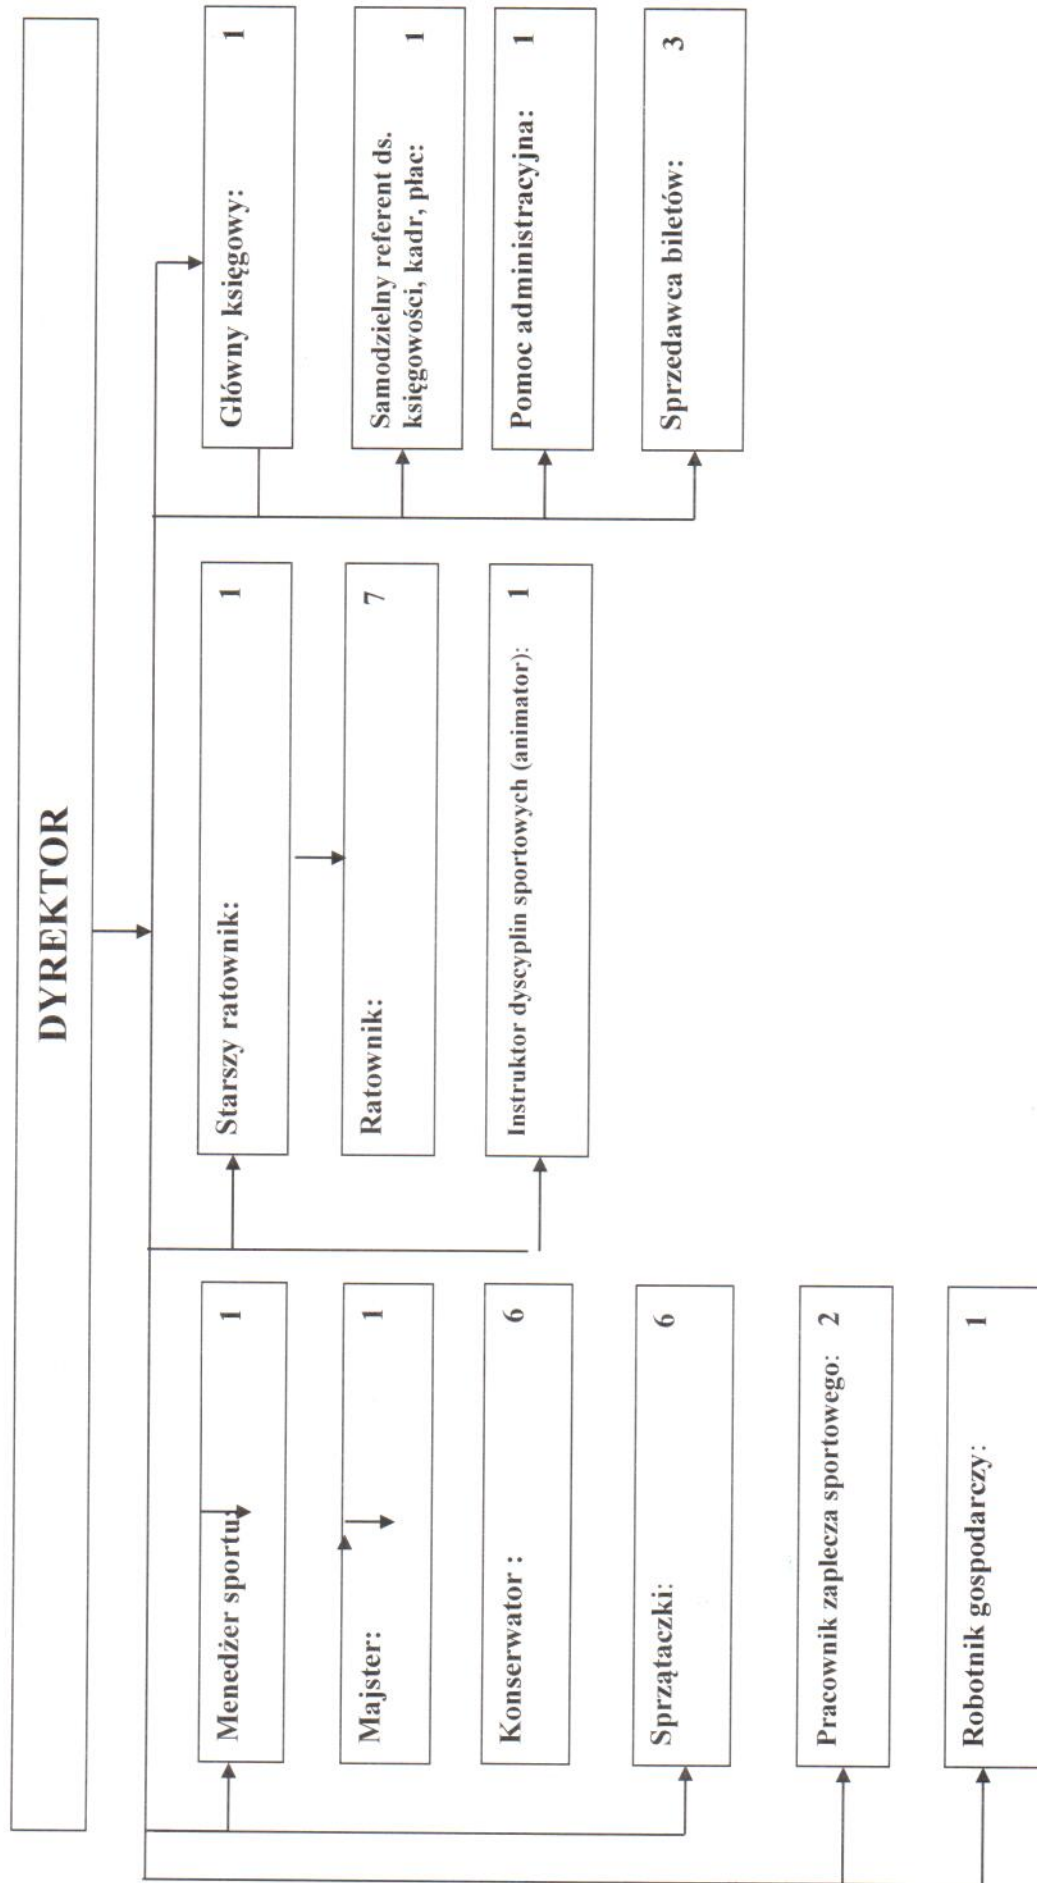 DYREKTOR
Menedżer sportu: 1
Majster: 1
Konserwator : 6
Sprzątaczki: 6
Pracownik zaplecza sportowego: 2
Robotnik gospodarczy: 1
Starszy ratownik: 1
Ratownik: 7
Instruktor dyscyplin sportowych (animator): 1
Główny księgowy: 1
Samodzielny referent ds.
księgowości, kadr, płac: 1
Pomoc administracyjna: 1
Sprzedawca biletów: 3